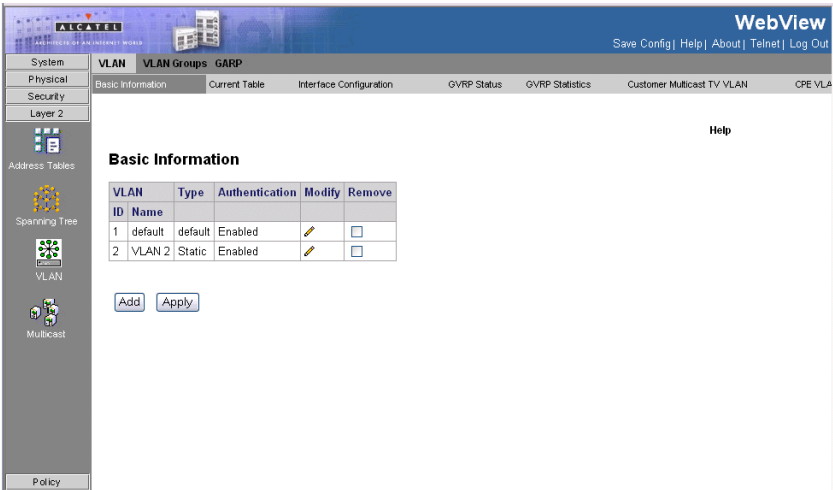 ALCATEL
ARCHITECTS OF AN INTERNET WORLD
WebView
Save Config| Help| About| Telnet| Log Out
System
Physical
Security
Layer 2
Address Tables
Spanning Tree
VLAN
Multicast
Policy
VLAN VLAN Groups GARP
Basic Information Current Table Interface Configuration GVRP Status GVRP Statistics Customer Multicast TV VLAN CPE VLA
Help
Basic Information
VLAN Type Authentication Modify Remove
ID Name
1 default default Enabled
2 VLAN 2 Static Enabled
Add Apply